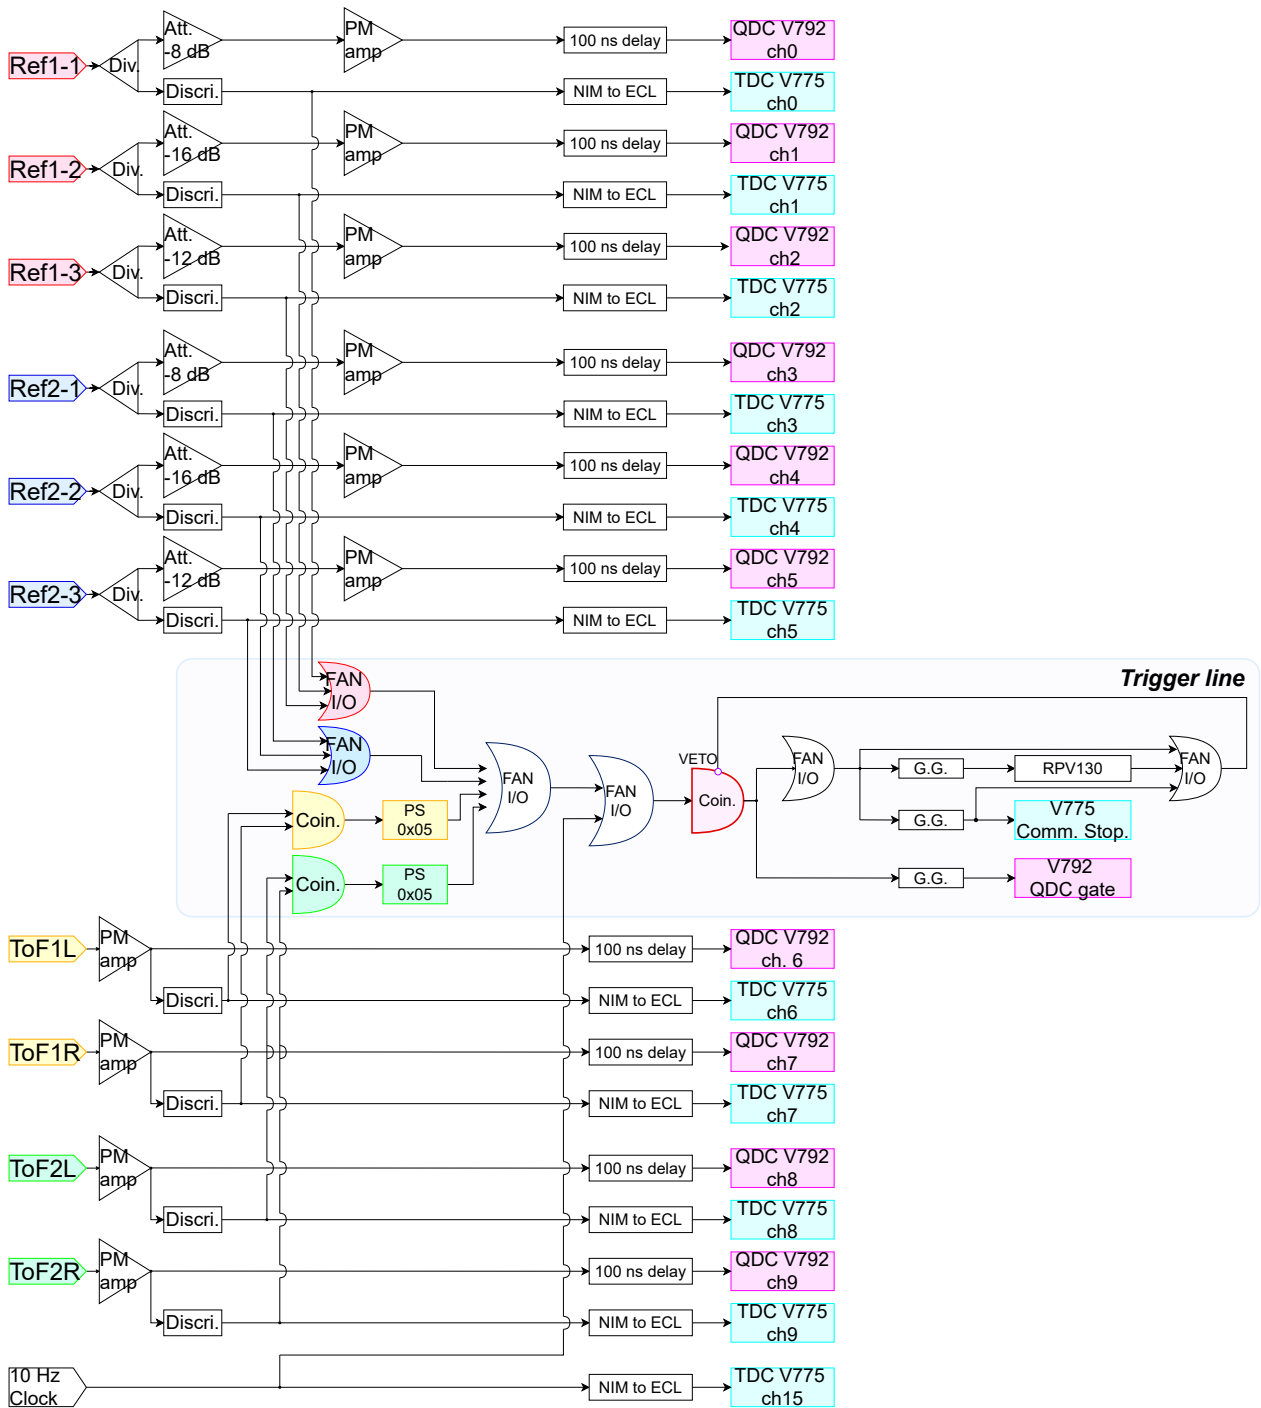 Ref1-1
Div.
Att.
-8 dB
PM
amp
100 ns delay
QDC V792
ch0
Discri.
NIM to ECL
TDC V775
ch0
Ref1-2
Div.
Att.
-16 dB
PM
amp
100 ns delay
QDC V792
ch1
Discri.
NIM to ECL
TDC V775
ch1
Ref1-3
Div.
Att.
-12 dB
PM
amp
100 ns delay
QDC V792
ch2
Discri.
NIM to ECL
TDC V775
ch2
Ref2-1
Div.
Att.
-8 dB
PM
amp
100 ns delay
QDC V792
ch3
Discri.
NIM to ECL
TDC V775
ch3
Ref2-2
Div.
Att.
-16 dB
PM
amp
100 ns delay
QDC V792
ch4
Discri.
NIM to ECL
TDC V775
ch4
Ref2-3
Div.
Att.
-12 dB
PM
amp
100 ns delay
QDC V792
ch5
Discri.
NIM to ECL
TDC V775
ch5
Trigger line
FAN
I/O
FAN
I/O
Coin.
PS
0x05
Coin.
PS
0x05
FAN
I/O
FAN
I/O
VETO
Coin.
FAN
I/O
G.G.
RPV130
FAN
I/O
G.G.
V775
Comm. Stop.
G.G.
V792
QDC gate
ToF1L
PM
amp
100 ns delay
QDC V792
ch. 6
Discri.
NIM to ECL
TDC V775
ch6
ToF1R
PM
amp
100 ns delay
QDC V792
ch7
Discri.
NIM to ECL
TDC V775
ch7
ToF2L
PM
amp
100 ns delay
QDC V792
ch8
Discri.
NIM to ECL
TDC V775
ch8
ToF2R
PM
amp
100 ns delay
QDC V792
ch9
Discri.
NIM to ECL
TDC V775
ch9
10 Hz
Clock
NIM to ECL
TDC V775
ch15